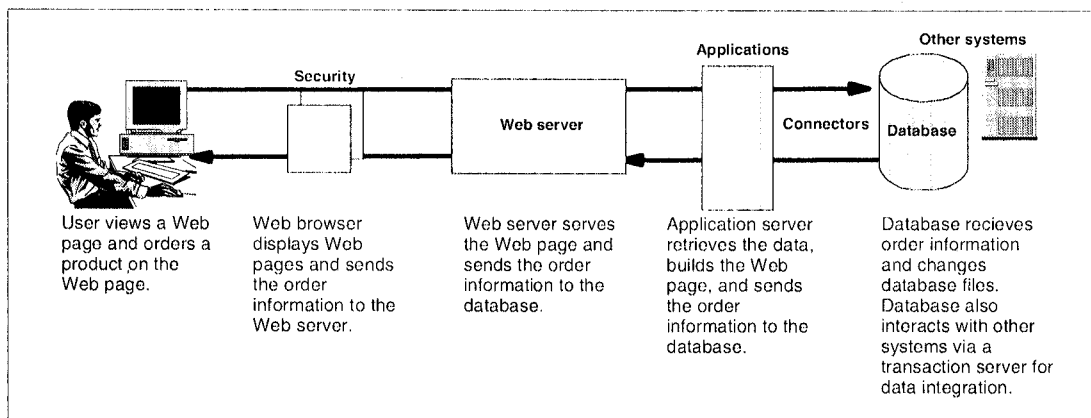 Other systems
Applications
Security
Web server
Connectors
Database
User views a Web
page and orders a
product on the
Web page.
Web browser
displays Web
pages and sends
the order
information to the
Web server.
Web server serves
the Web page and
sends the order
information to the
database.
Application server
retrieves the data,
builds the Web
page, and sends
the order
information to the
database.
Database recieves
order information
and changes
database files.
Database also
interacts with other
systems via a
transaction server for
data integration.